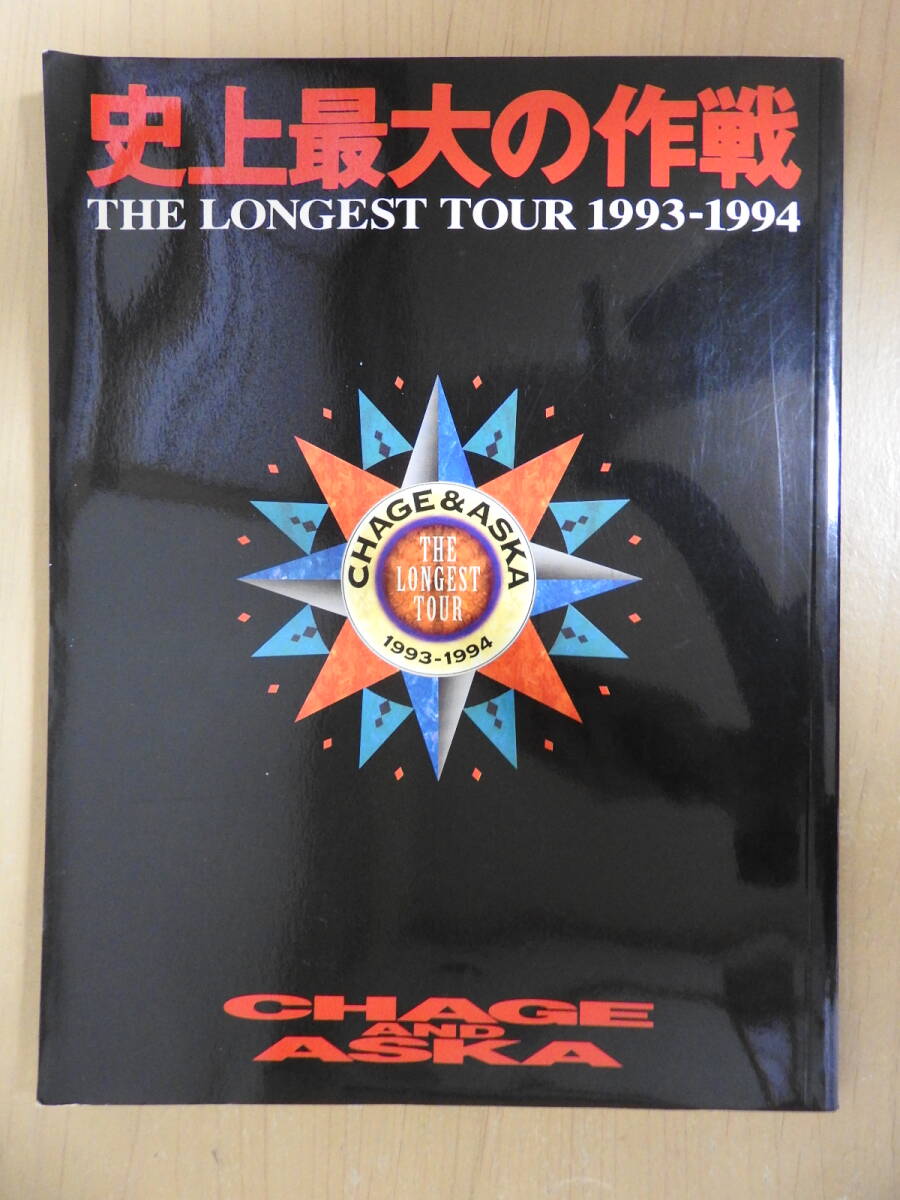 史上最大の作戦
THE LONGEST TOUR 1993-1994
CHAGE & ASKA
THE
LONGEST
TOUR
1993-1994
CHAGE
AND
ASKA